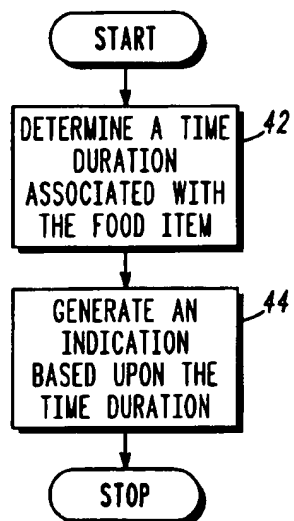 START
DETERMINE A TIME
DURATION
ASSOCIATED WITH
THE FOOD ITEM
42
GENERATE AN
INDICATION
BASED UPON THE
TIME DURATION
44
STOP